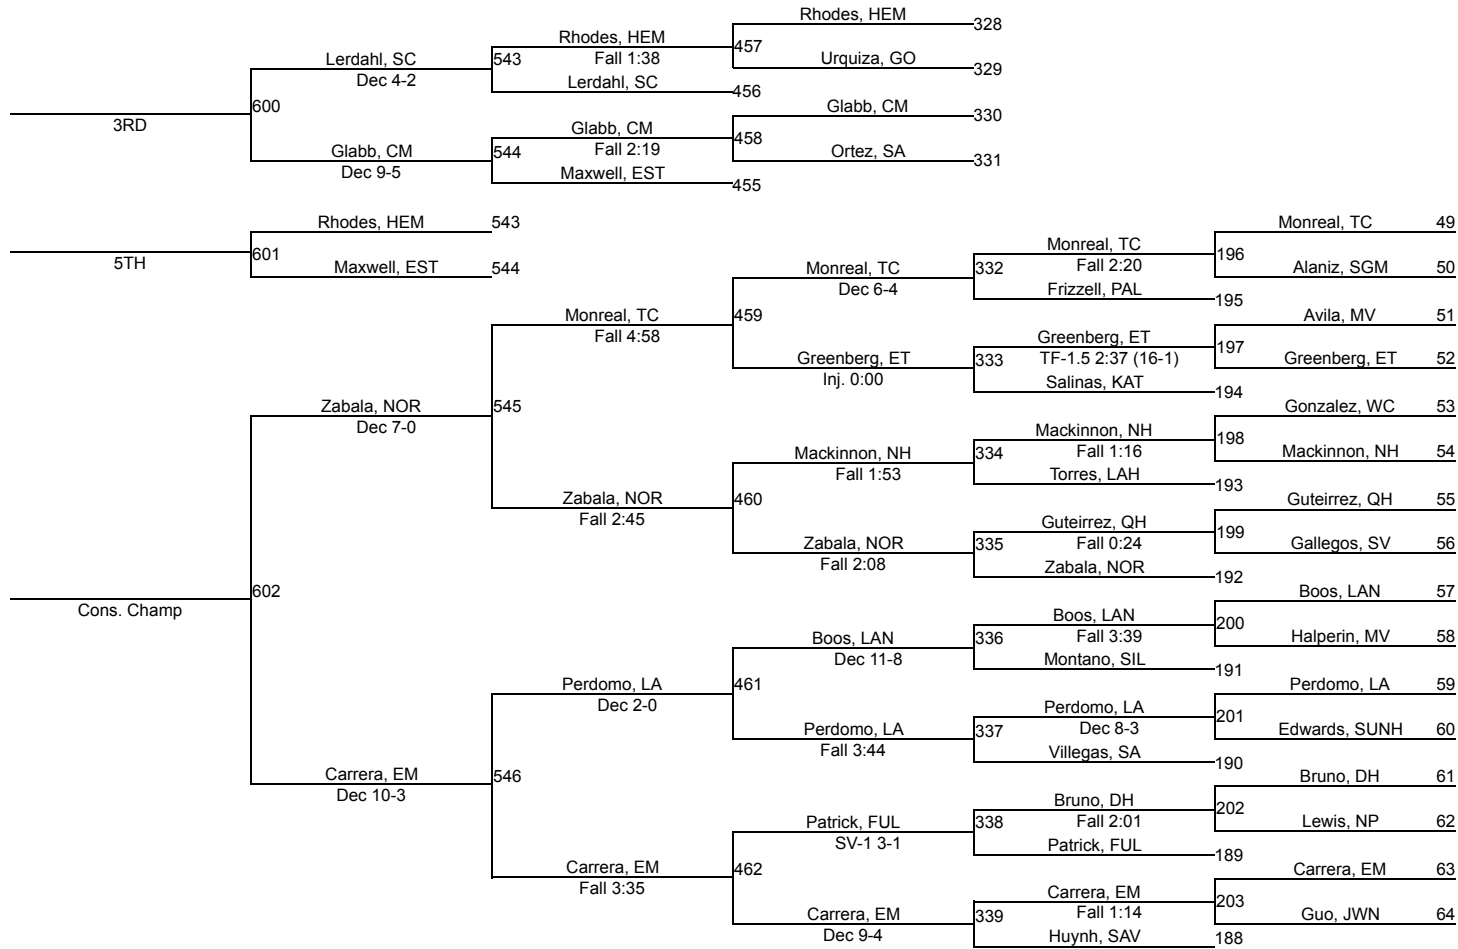 Rhodes, HEM
328
Rhodes, HEM
457
Fall 1:38
Urquiza, GO
329
Lerdahl, SC
543
Dec 4-2
Lerdahl, SC
456
600
3RD
Glabb, CM
330
Glabb, CM
458
Fall 2:19
Ortez, SA
331
Glabb, CM
544
Dec 9-5
Maxwell, EST
455
Rhodes, HEM
543
601
5TH
Maxwell, EST
544
Monreal, TC 49
Monreal, TC
196
Fall 2:20
Alaniz, SGM 50
Monreal, TC
332
Dec 6-4
Frizzell, PAL
195
Monreal, TC
459
Fall 4:58
Avila, MV 51
Greenberg, ET
197
TF-1.5 2:37 (16-1)
Greenberg, ET 52
Greenberg, ET
333
Inj. 0:00
Salinas, KAT
194
Zabala, NOR
545
Dec 7-0
Gonzalez, WC 53
Mackinnon, NH
198
Fall 1:16
Mackinnon, NH 54
Mackinnon, NH
334
Fall 1:53
Torres, LAH
193
Zabala, NOR
460
Fall 2:45
Guteirrez, QH 55
Guteirrez, QH
199
Fall 0:24
Gallegos, SV 56
Zabala, NOR
335
Fall 2:08
Zabala, NOR
192
602
Cons. Champ
Boos, LAN 57
Boos, LAN
200
Fall 3:39
Halperin, MV 58
Boos, LAN
336
Dec 11-8
Montano, SIL
191
Perdomo, LA
461
Dec 2-0
Perdomo, LA 59
Perdomo, LA
201
Dec 8-3
Edwards, SUNH 60
Perdomo, LA
337
Fall 3:44
Villegas, SA
190
Carrera, EM
546
Dec 10-3
Bruno, DH 61
Bruno, DH
202
Fall 2:01
Lewis, NP 62
Patrick, FUL
338
SV-1 3-1
Patrick, FUL
189
Carrera, EM
462
Fall 3:35
Carrera, EM 63
Carrera, EM
203
Fall 1:14
Guo, JWN 64
Carrera, EM
339
Dec 9-4
Huynh, SAV
188